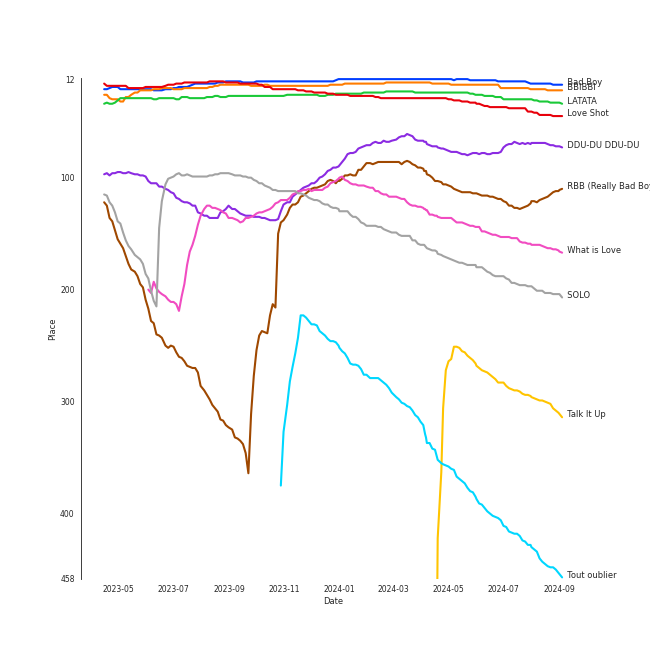 12
100
200
300
400
458
Place
2023-05
2023-07
2023-09
2023-11
2024-01
2024-03
2024-05
2024-07
2024-09
Date
Bad Boy
BBIBBI
LATATA
Love Shot
DDU-DU DDU-DU
RBB (Really Bad Boy
What is Love
SOLO
Talk It Up
Tout oublier